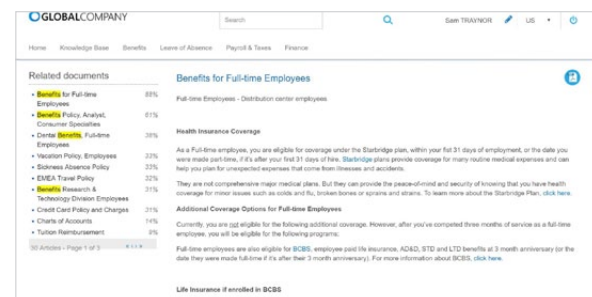 GLOBALCOMPANY
Search
Sam TRAYNOR
US
Home Knowledge Base Benefits Leave of Absence Payroll & Taxes Finance
Related documents
Benefits for Full-time Employees 88%
Benefits Policy, Analyst, Consumer Specialties 61%
Dental Benefits, Full-time Employees 38%
Vacation Policy, Employees 33%
Sickness Absence Policy 33%
EMEA Travel Policy 32%
Benefits Research & Technology Division Employees 31%
Credit Card Policy and Charges 31%
Charts of Accounts 14%
Tuition Reimbursement 9%
30 Articles - Page 1 of 3
Benefits for Full-time Employees
Full-time Employees - Distribution center employees
Health Insurance Coverage
As a Full-time employee, you are eligible for coverage under the Starbridge plan, within your fist 31 days of employment, or the date you
were made part-time, if it's after your first 31 days of hire. Starbridge plans provide coverage for many routine medical expenses and can
help you plan for unexpected expenses that come from illnesses and accidents.
They are not comprehensive major medical plans. But they can provide the peace-of-mind and security of knowing that you have health
coverage for minor issues such as colds and flu, broken bones or sprains and strains. To learn more about the Starbridge Plan, click here.
Additional Coverage Options for Full-time Employees
Currently, you are not eligible for the following additional coverage. However, after you've competed three months of service as a full-time
employee, you will be eligible for the following programs:
Full-time employees are also eligible for BCBS, employee paid life insurance, AD&D, STD and LTD benefits at 3 month anniversary (or the
date they were made full-time if it's after their 3 month anniversary). For more information about BCBS, click here.
Life Insurance if enrolled in BCBS